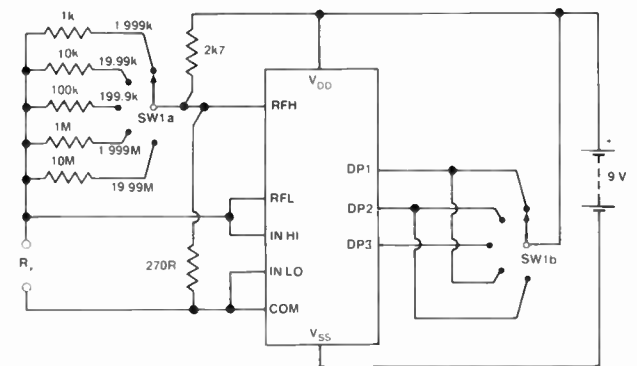 1k
1 999k
10k
19.99k
100k
199.9k
1M
1 999M
10M
19 99M
SW1a
2k7
270R
VDD
RFH
RFL
IN HI
IN LO
COM
VSS
DP1
DP2
DP3
SW1b
+
9 V